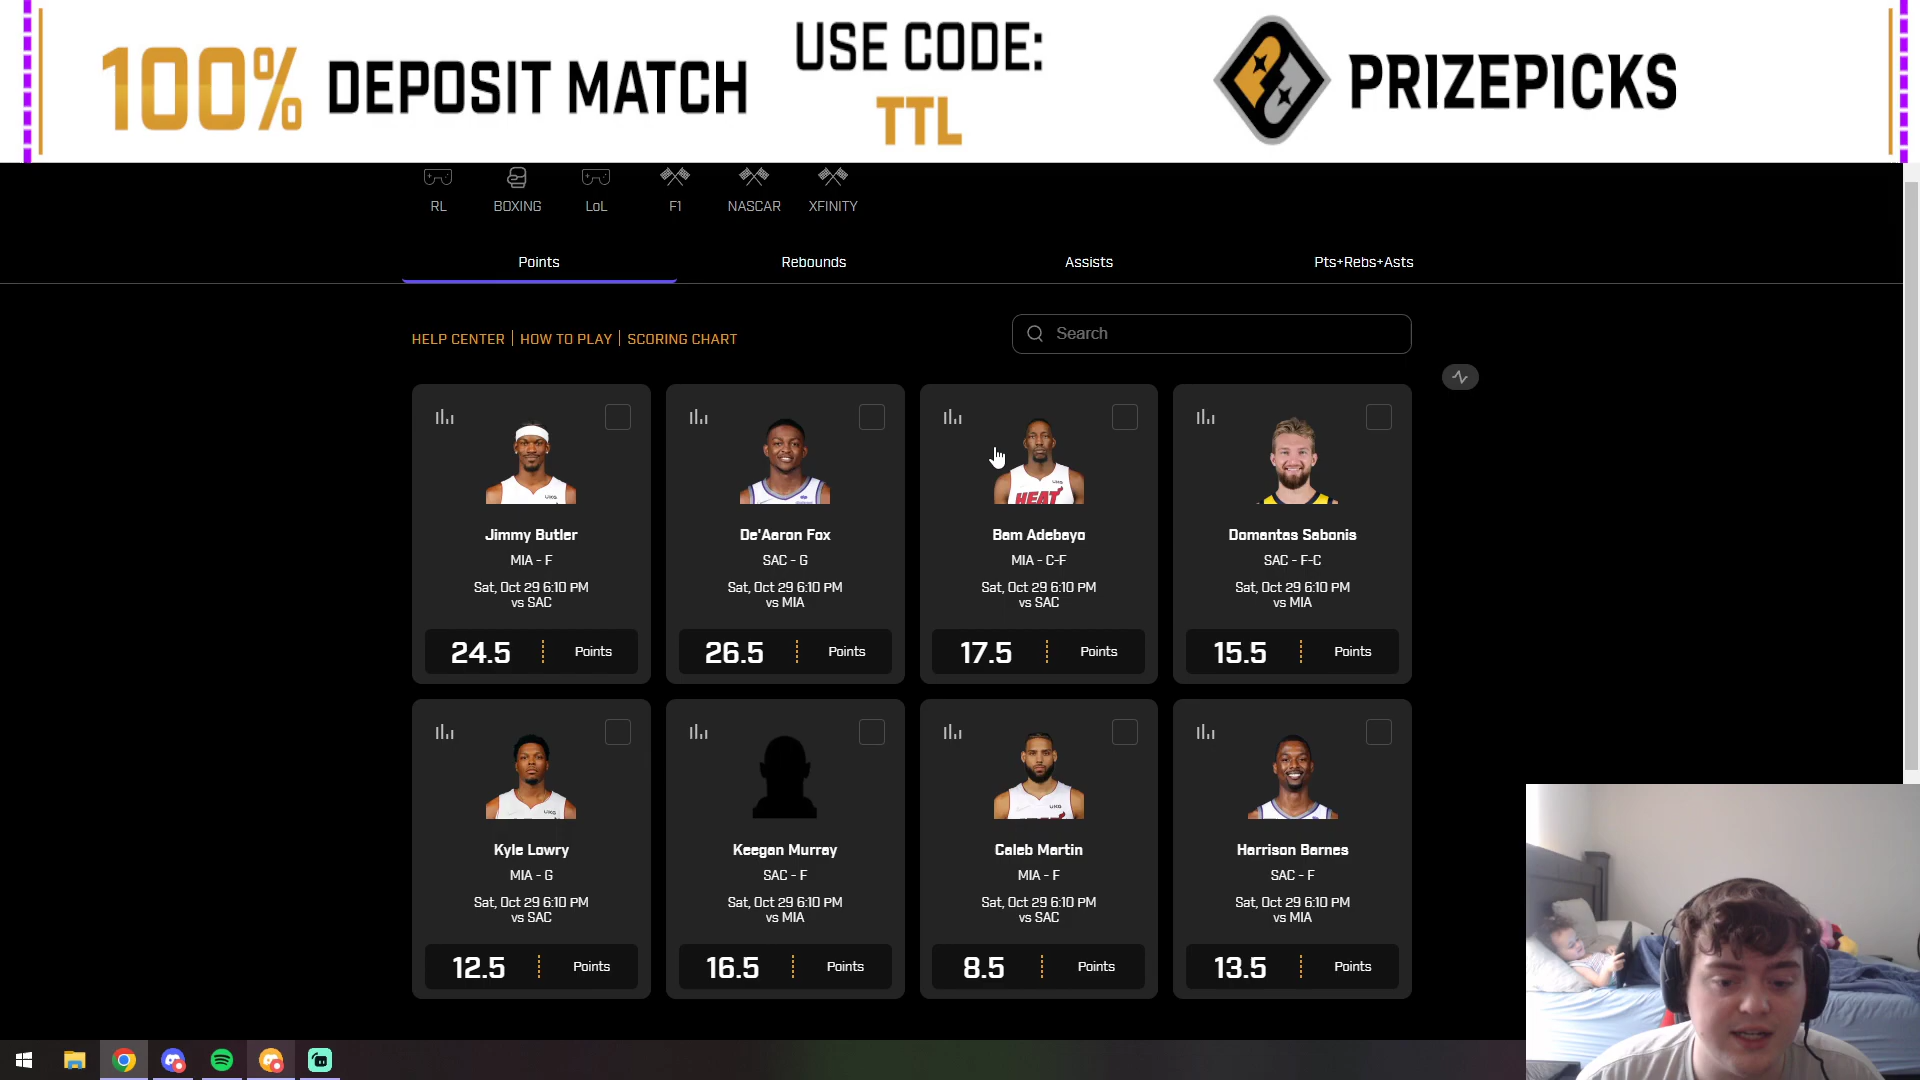 100% DEPOSIT MATCH
USE CODE:
TTL
PRIZEPICKS
RL
BOXING
LoL
F1
NASCAR
XFINITY
Points
Rebounds
Assists
Pts+Rebs+Asts
HELP CENTER | HOW TO PLAY | SCORING CHART
Search
Jimmy Butler
MIA - F
Sat, Oct 29 6:10 PM
vs SAC
24.5 Points
De'Aaron Fox
SAC - G
Sat, Oct 29 6:10 PM
vs MIA
26.5 Points
HEAT
Bam Adebayo
MIA - C-F
Sat, Oct 29 6:10 PM
vs SAC
17.5 Points
Domantas Sabonis
SAC - F-C
Sat, Oct 29 6:10 PM
vs MIA
15.5 Points
Kyle Lowry
MIA - G
Sat, Oct 29 6:10 PM
vs SAC
12.5 Points
Keegan Murray
SAC - F
Sat, Oct 29 6:10 PM
vs MIA
16.5 Points
Caleb Martin
MIA - F
Sat, Oct 29 6:10 PM
vs SAC
8.5 Points
Harrison Barnes
SAC - F
Sat, Oct 29 6:10 PM
vs MIA
13.5 Points